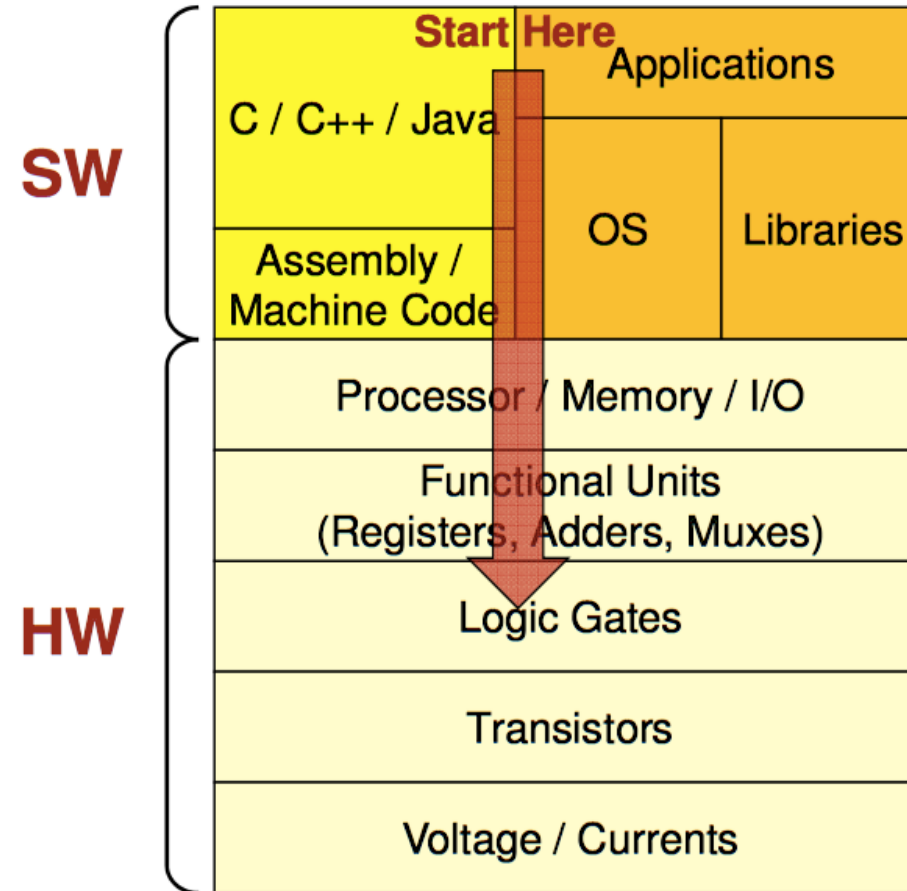 Start Here
Applications
C / C++ / Java
SW
OS
Libraries
Assembly /
Machine Code
Processor / Memory / I/O
Functional Units
(Registers, Adders, Muxes)
HW
Logic Gates
Transistors
Voltage / Currents